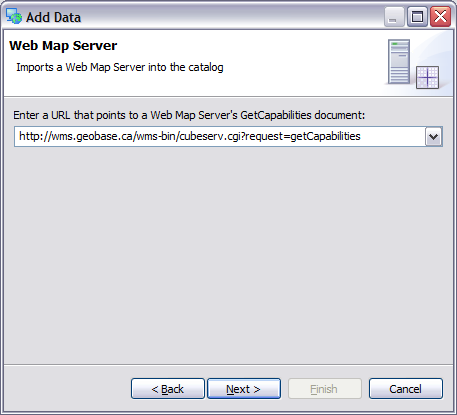 Add Data
Web Map Server
Imports a Web Map Server into the catalog
Enter a URL that points to a Web Map Server's GetCapabilities document:
http://wms.geobase.ca/wms-bin/cubeserv.cgi?request=getCapabilities
< Back Next > Finish Cancel